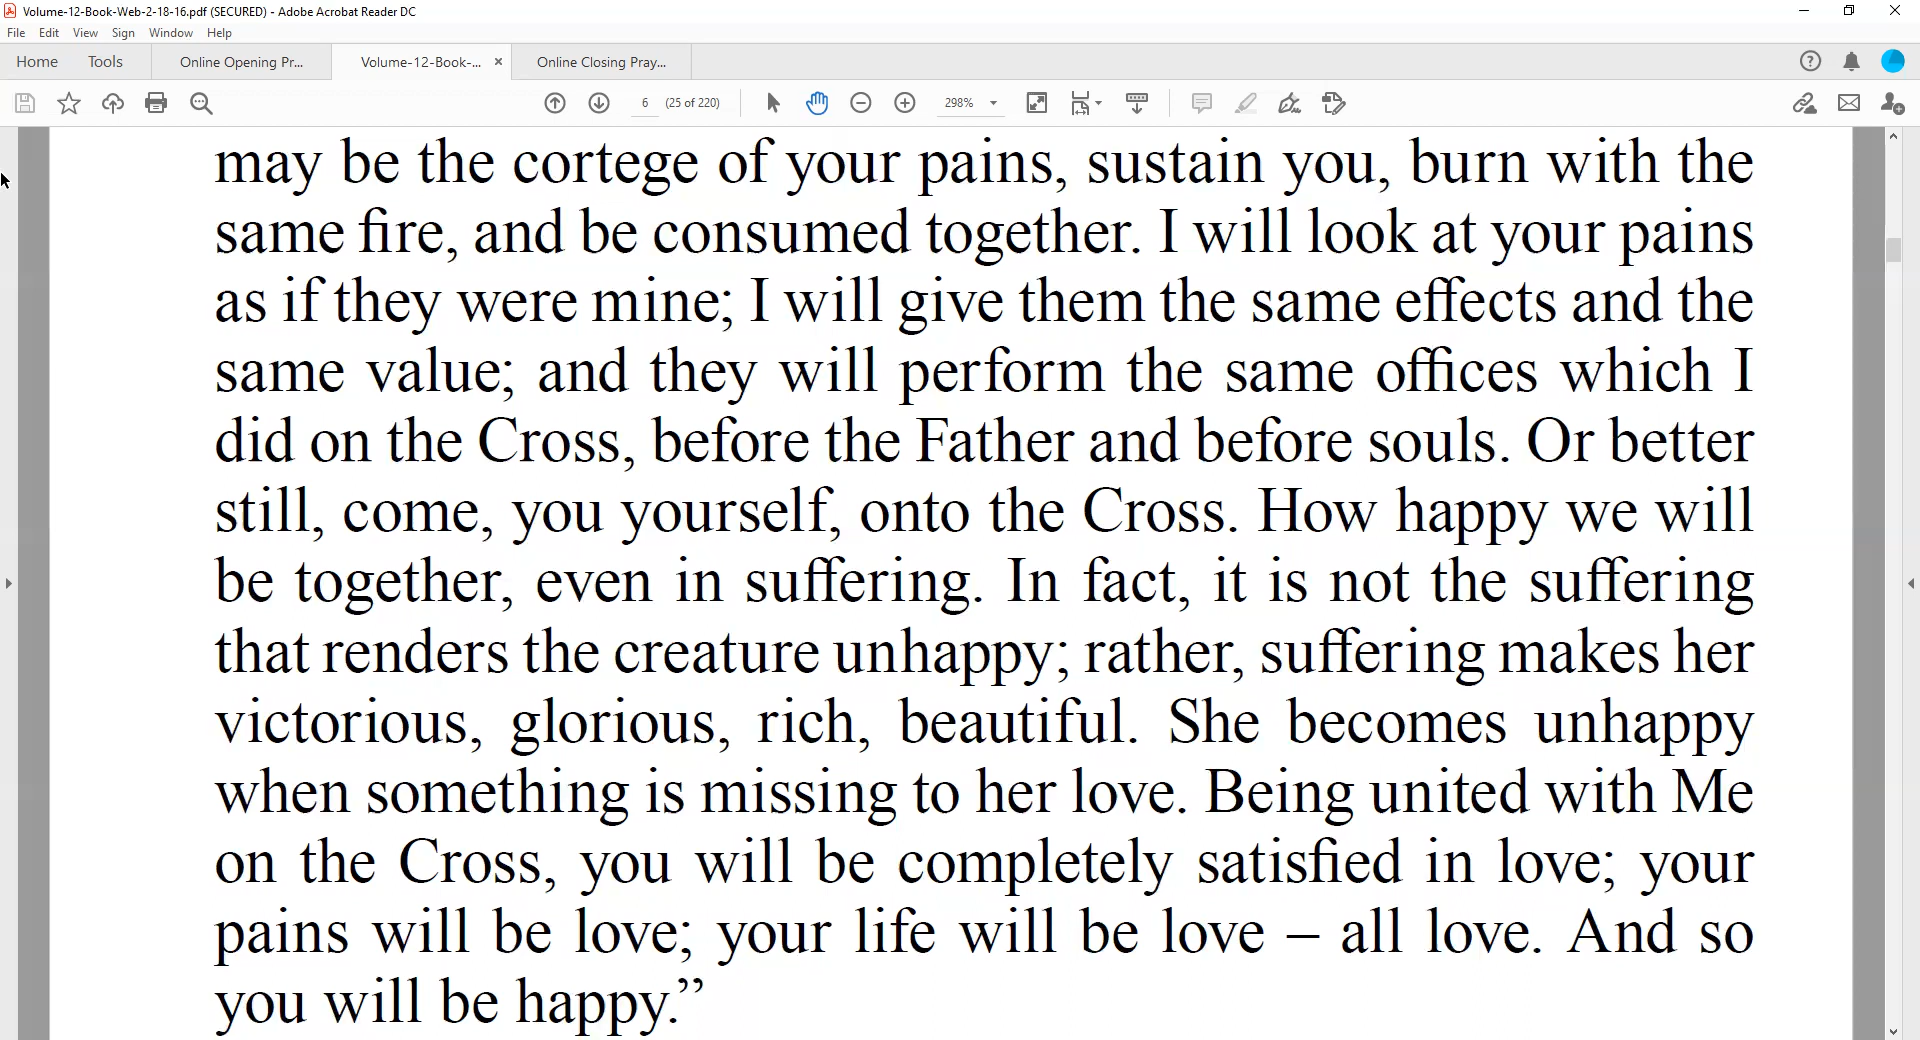 Volume-12-Book-Web-2-18-16.pdf (SECURED) - Adobe Acrobat Reader DC
File Edit View Sign Window Help
Home Tools Online Opening Pr... Volume-12-Book-... × Online Closing Pray...
6 (25 of 220) 298%
may be the cortege of your pains, sustain you, burn with the
same fire, and be consumed together. I will look at your pains
as if they were mine; I will give them the same effects and the
same value; and they will perform the same offices which I
did on the Cross, before the Father and before souls. Or better
still, come, you yourself, onto the Cross. How happy we will
be together, even in suffering. In fact, it is not the suffering
that renders the creature unhappy; rather, suffering makes her
victorious, glorious, rich, beautiful. She becomes unhappy
when something is missing to her love. Being united with Me
on the Cross, you will be completely satisfied in love; your
pains will be love; your life will be love – all love. And so
you will be happy.”